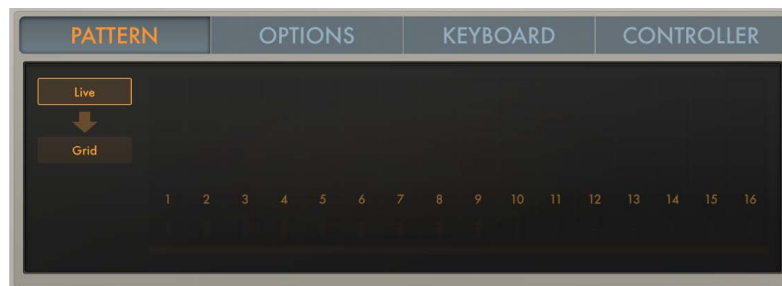 PATTERN OPTIONS KEYBOARD CONTROLLER
Live
Grid
1 2 3 4 5 6 7 8 9 10 11 12 13 14 15 16